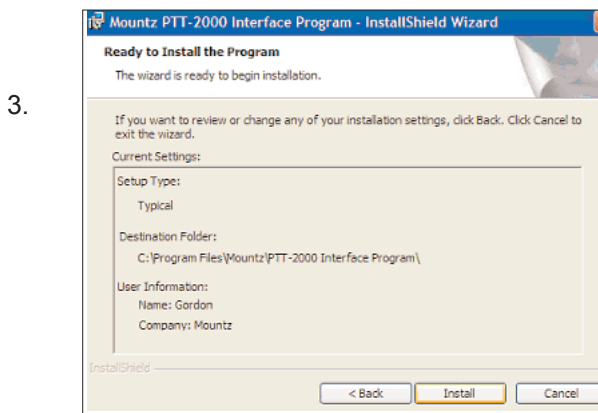 Mountz PTT-2000 Interface Program - InstallShield Wizard
Ready to Install the Program
The wizard is ready to begin installation.
3.
If you want to review or change any of your installation settings, click Back. Click Cancel to
exit the wizard.
Current Settings:
Setup Type:
Typical
Destination Folder:
C:\Program Files\Mountz\PTT-2000 Interface Program\
User Information:
Name: Gordon
Company: Mountz
InstallShield
< Back Install Cancel